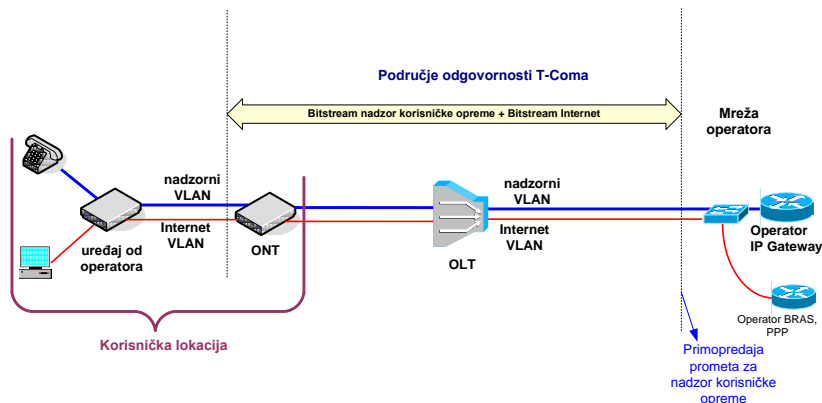 Područje odgovornosti T-Coma
Bitstream nadzor korisničke opreme + Bitstream Internet
Mreža
operatora
nadzorni
VLAN
Internet
VLAN
uređaj od
operatora
ONT
OLT
nadzorni
VLAN
Internet
VLAN
Operator
IP Gateway
Operator BRAS,
PPP
Korisnička lokacija
Primopredaja
prometa za
nadzor korisničke
opreme